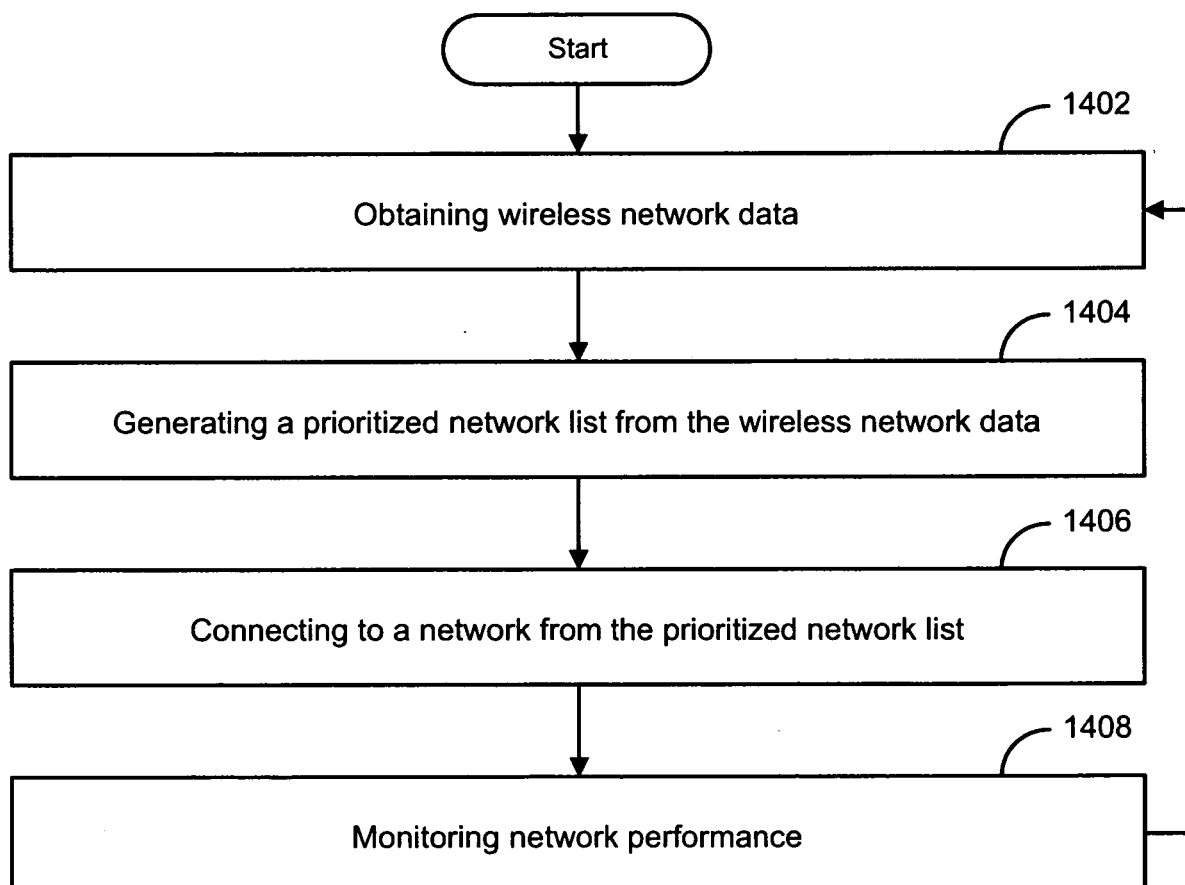 Start
1402
Obtaining wireless network data
1404
Generating a prioritized network list from the wireless network data
1406
Connecting to a network from the prioritized network list
1408
Monitoring network performance